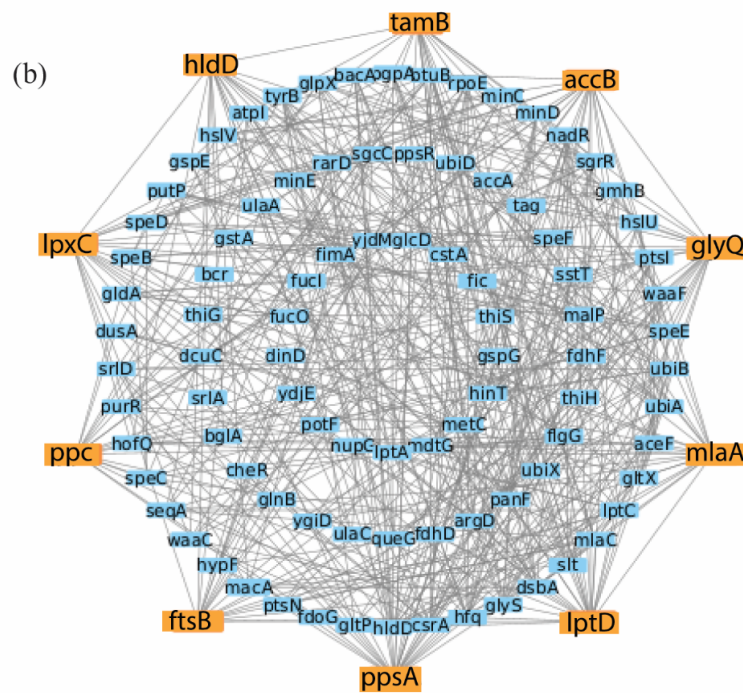 (b)
tamB
hldD
accB
lpxC
glyQ
ppc
mlaA
ftsB
lptD
ppsA
glpX
bacA
rpoE
minC
tyrB
minD
atpI
nadR
hslV
sgrR
gspE
gmhB
putP
hslU
speD
ptsI
speB
waaF
gldA
speE
dusA
ubiB
srlD
ubiA
purR
aceF
hofQ
gltX
speC
lptC
seqA
mlaC
waaC
slt
hypF
dsbA
macA
glyS
ptsN
hfq
fdoG
csrA
gltP
hldD
sgcC
ppsR
rarD
ubiD
minE
accA
ulaA
tag
gstA
speF
bcr
sstT
thiG
malP
dcuC
fdhF
srlA
thiH
bglA
flgG
cheR
ubiX
glnB
panF
ygiD
argD
ulaC
fdhD
queG
yjdM
glcD
fimA
cstA
fucI
fic
fucO
thiS
dinD
gspG
ydjE
hinT
potF
metC
nupG
mdtG
lptA